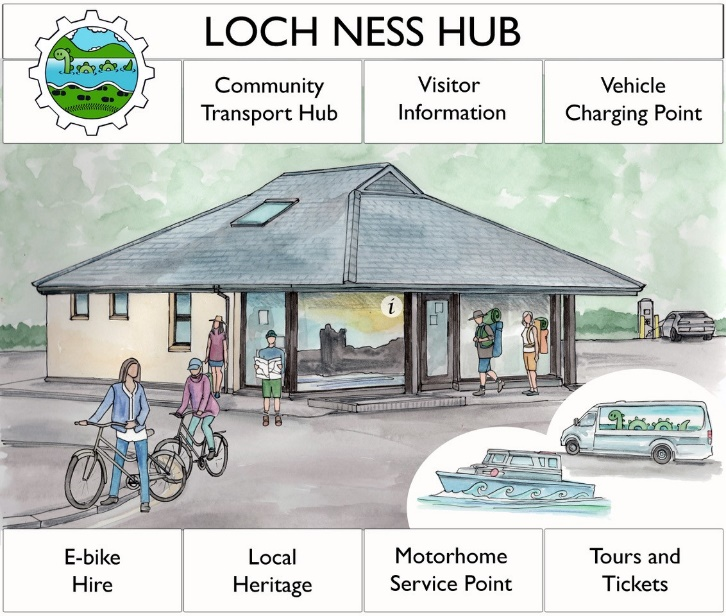 LOCH NESS HUB
Community
Transport Hub
Visitor
Information
Vehicle
Charging Point
i
E-bike
Hire
Local
Heritage
Motorhome
Service Point
Tours and
Tickets